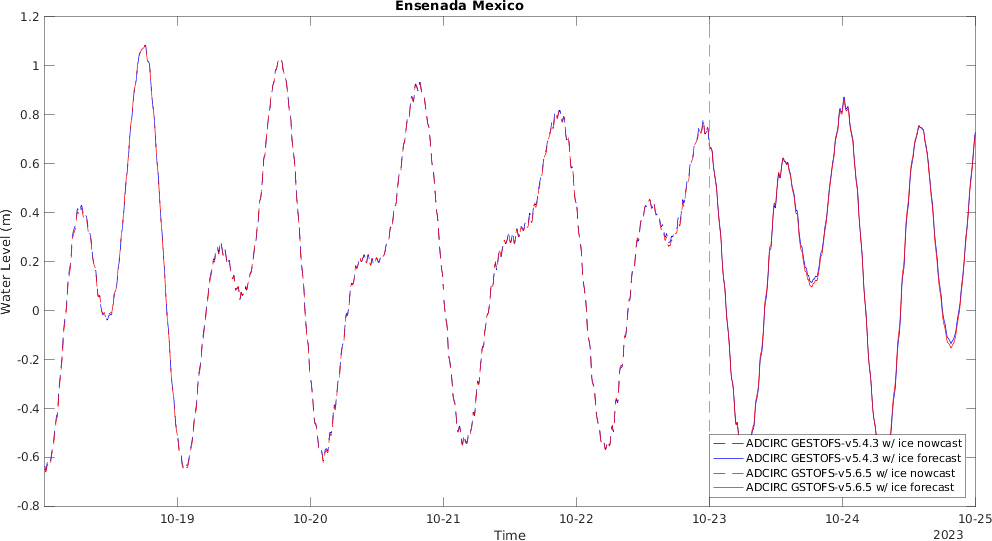 Ensenada Mexico
1.2
1
0.8
0.6
0.4
0.2
0
-0.2
-0.4
-0.6
-0.8
Water Level (m)
ADCIRC GESTOFS-v5.4.3 w/ ice nowcast
ADCIRC GESTOFS-v5.4.3 w/ ice forecast
ADCIRC GSTOFS-v5.6.5 w/ ice nowcast
ADCIRC GSTOFS-v5.6.5 w/ ice forecast
10-19 10-20 10-21 10-22 10-23 10-24 10-25
Time
2023